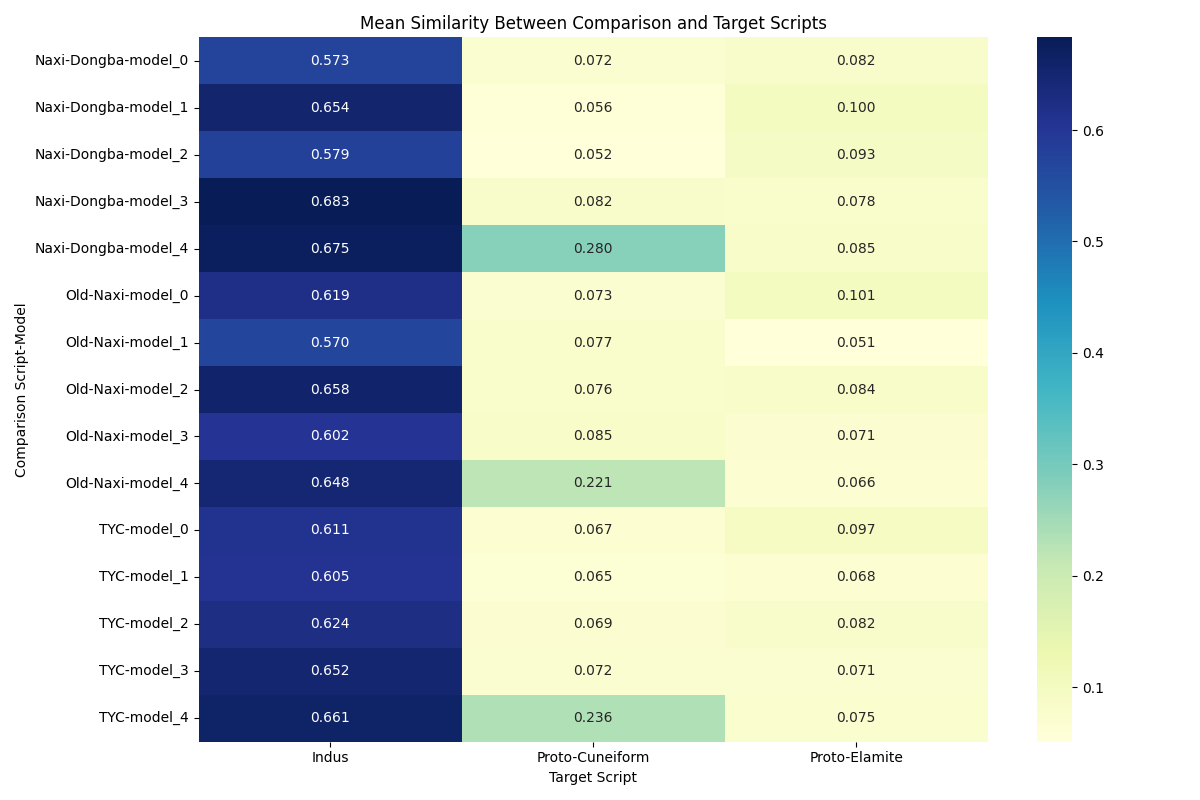 Mean Similarity Between Comparison and Target Scripts
Comparison Script-Model
Naxi-Dongba-model_0 0.573 0.072 0.082
Naxi-Dongba-model_1 0.654 0.056 0.100
Naxi-Dongba-model_2 0.579 0.052 0.093
Naxi-Dongba-model_3 0.683 0.082 0.078
Naxi-Dongba-model_4 0.675 0.280 0.085
Old-Naxi-model_0 0.619 0.073 0.101
Old-Naxi-model_1 0.570 0.077 0.051
Old-Naxi-model_2 0.658 0.076 0.084
Old-Naxi-model_3 0.602 0.085 0.071
Old-Naxi-model_4 0.648 0.221 0.066
TYC-model_0 0.611 0.067 0.097
TYC-model_1 0.605 0.065 0.068
TYC-model_2 0.624 0.069 0.082
TYC-model_3 0.652 0.072 0.071
TYC-model_4 0.661 0.236 0.075
Indus Proto-Cuneiform Proto-Elamite
Target Script
0.6
0.5
0.4
0.3
0.2
0.1